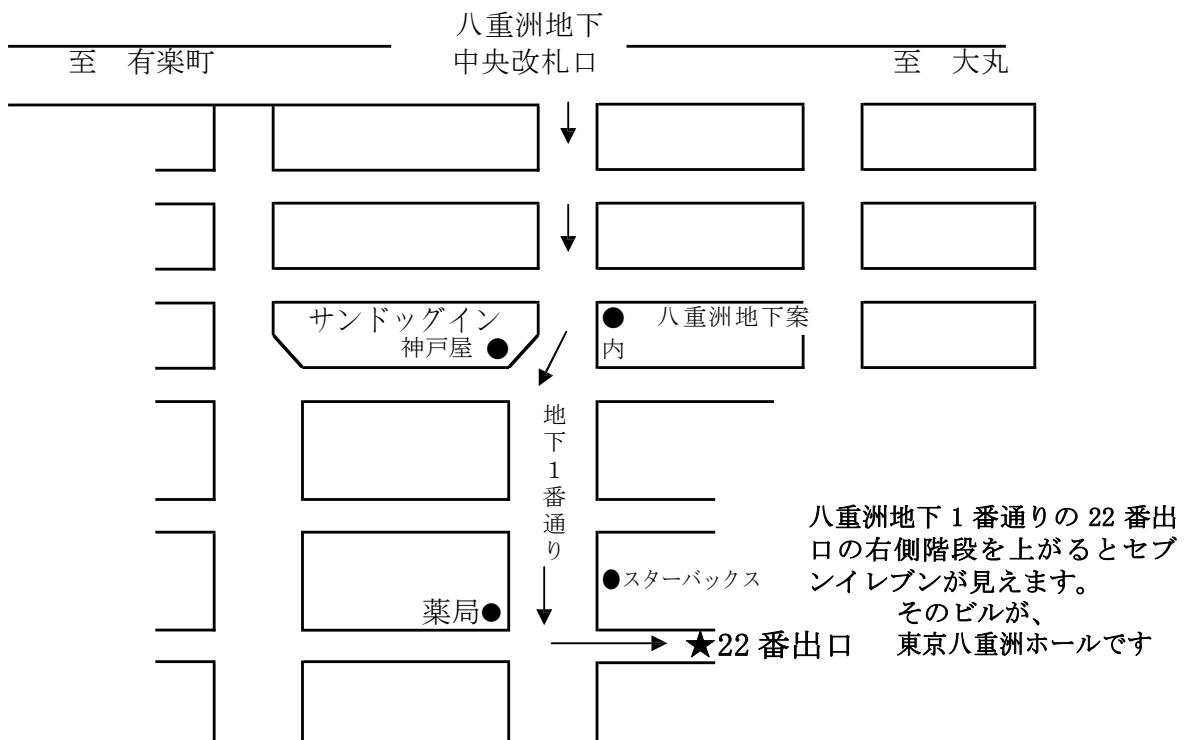 八重洲地下
中央改札口
至　有楽町
至　大丸
サンドッグイン
神戸屋 ●
● 八重洲地下案
内
地下１番通り
八重洲地下 1 番通りの 22 番出
口の右側階段を上がるとセブ
ンイレブンが見えます。
そのビルが、
東京八重洲ホールです
●スターバックス
薬局●
★22 番出口